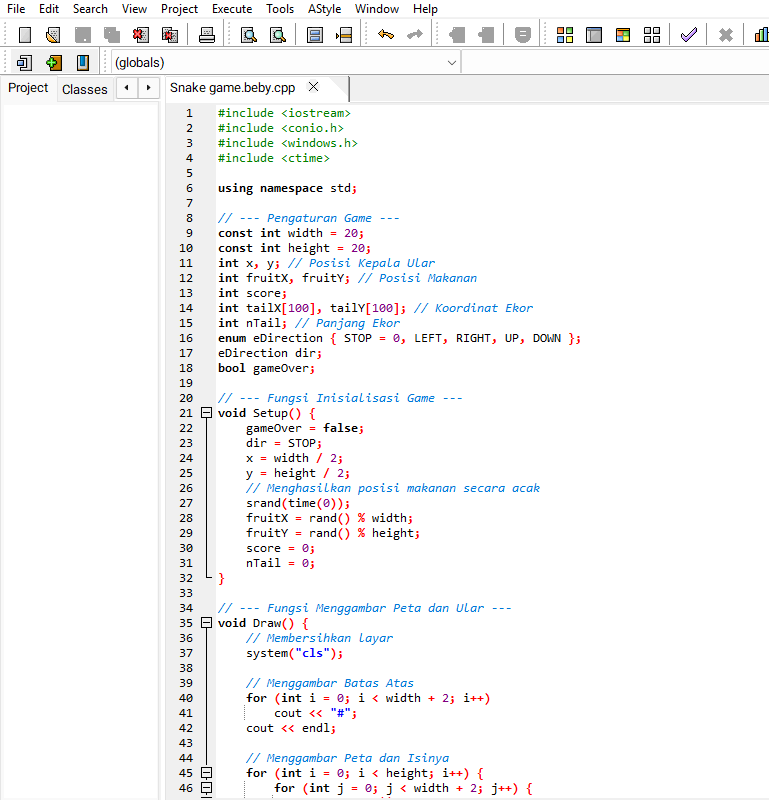 File Edit Search View Project Execute Tools AStyle Window Help
(globals)
Project Classes Snake game.beby.cpp
1 #include <iostream>
2 #include <conio.h>
3 #include <windows.h>
4 #include <ctime>
5
6 using namespace std;
7
8 // --- Pengaturan Game ---
9 const int width = 20;
10 const int height = 20;
11 int x, y; // Posisi Kepala Ular
12 int fruitX, fruitY; // Posisi Makanan
13 int score;
14 int tailX[100], tailY[100]; // Koordinat Ekor
15 int nTail; // Panjang Ekor
16 enum eDirection { STOP = 0, LEFT, RIGHT, UP, DOWN };
17 eDirection dir;
18 bool gameOver;
19
20 // --- Fungsi Inisialisasi Game ---
21 void Setup() {
22 gameOver = false;
23 dir = STOP;
24 x = width / 2;
25 y = height / 2;
26 // Menghasilkan posisi makanan secara acak
27 srand(time(0));
28 fruitX = rand() % width;
29 fruitY = rand() % height;
30 score = 0;
31 nTail = 0;
32 }
33
34 // --- Fungsi Menggambar Peta dan Ular ---
35 void Draw() {
36 // Membersihkan layar
37 system("cls");
38
39 // Menggambar Batas Atas
40 for (int i = 0; i < width + 2; i++)
41 cout << "#";
42 cout << endl;
43
44 // Menggambar Peta dan Isinya
45 for (int i = 0; i < height; i++) {
46 for (int j = 0; j < width + 2; j++) {